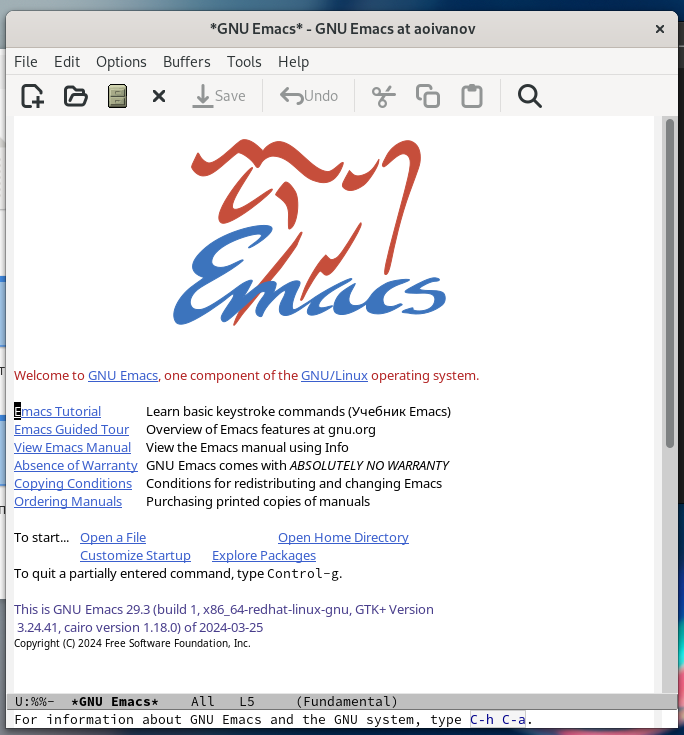 *GNU Emacs* - GNU Emacs at aoivanov
File Edit Options Buffers Tools Help
Save Undo
Emacs
Welcome to GNU Emacs, one component of the GNU/Linux operating system.
Emacs Tutorial Learn basic keystroke commands (Учебник Emacs)
Emacs Guided Tour Overview of Emacs features at gnu.org
View Emacs Manual View the Emacs manual using Info
Absence of Warranty GNU Emacs comes with ABSOLUTELY NO WARRANTY
Copying Conditions Conditions for redistributing and changing Emacs
Ordering Manuals Purchasing printed copies of manuals
To start... Open a File Open Home Directory
Customize Startup Explore Packages
To quit a partially entered command, type Control-g.
This is GNU Emacs 29.3 (build 1, x86_64-redhat-linux-gnu, GTK+ Version
3.24.41, cairo version 1.18.0) of 2024-03-25
Copyright (C) 2024 Free Software Foundation, Inc.
U:%%- *GNU Emacs* All L5 (Fundamental)
For information about GNU Emacs and the GNU system, type C-h C-a.